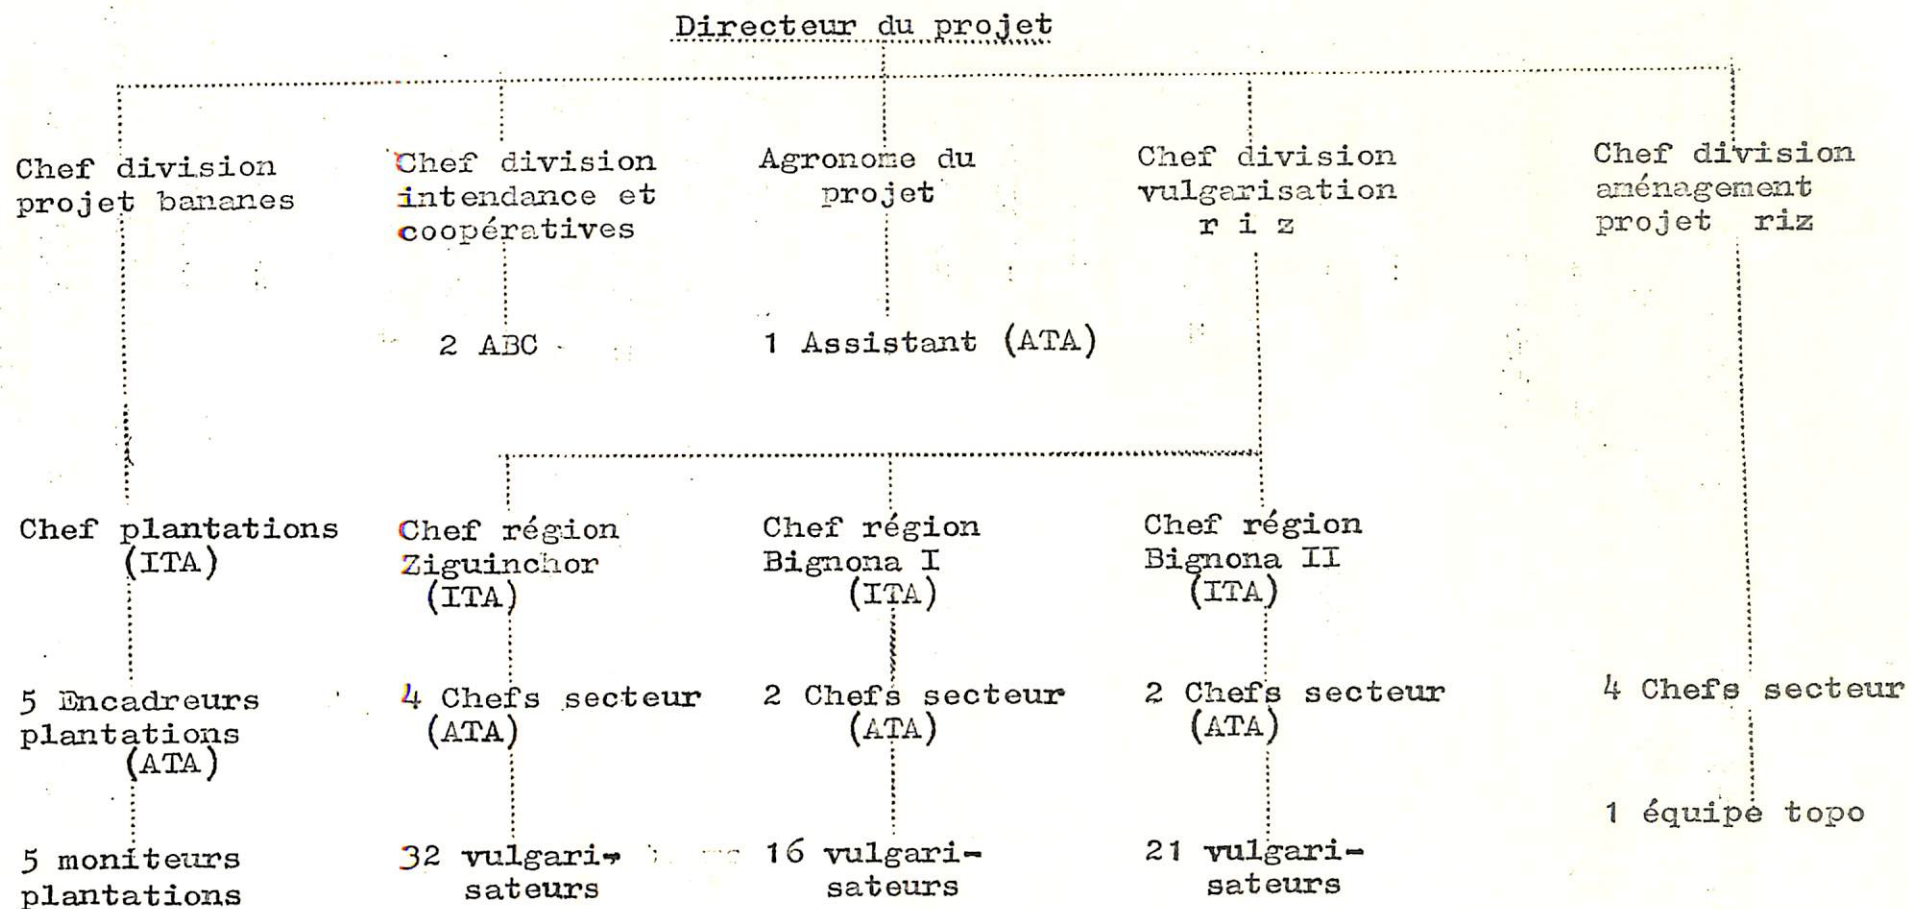 Directeur du projet
Chef division
projet bananes
Chef division
intendance et
coopératives
Agronome du
projet
Chef division
vulgarisation
r i z
Chef division
aménagement
projet riz
2 ABC
1 Assistant (ATA)
Chef plantations
(ITA)
Chef région
Ziguinchor
(ITA)
Chef région
Bignona I
(ITA)
Chef région
Bignona II
(ITA)
5 Encadreurs
plantations
(ATA)
4 Chefs secteur
(ATA)
2 Chefs secteur
(ATA)
2 Chefs secteur
(ATA)
4 Chefs secteur
1 équipe topo
5 moniteurs
plantations
32 vulgari-
sateurs
16 vulgari-
sateurs
21 vulgari-
sateurs